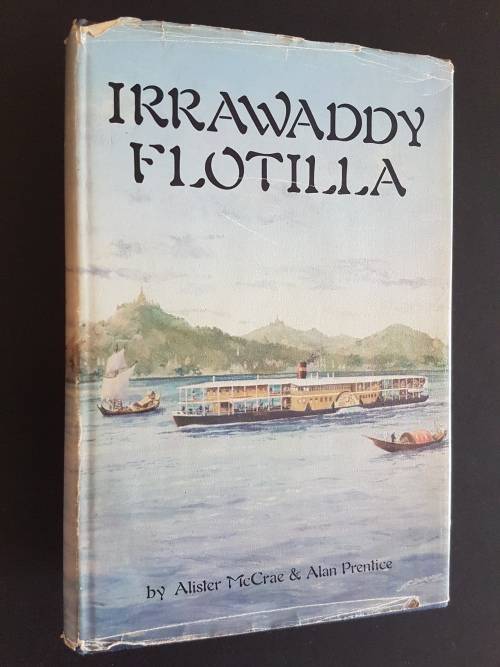 IRRAWADDY
FLOTILLA
by Alister McCrae & Alan Prentice